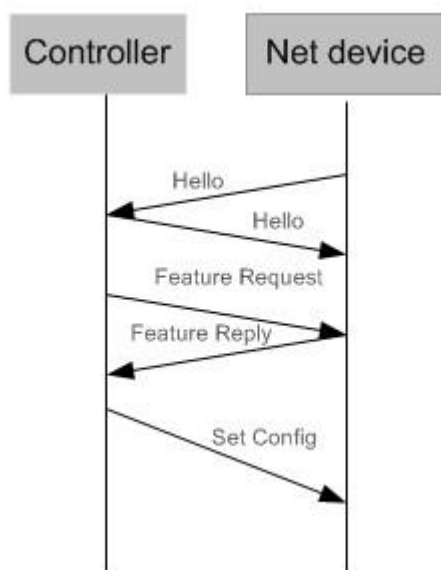 Controller
Net device
Hello
Hello
Feature Request
Feature Reply
Set Config